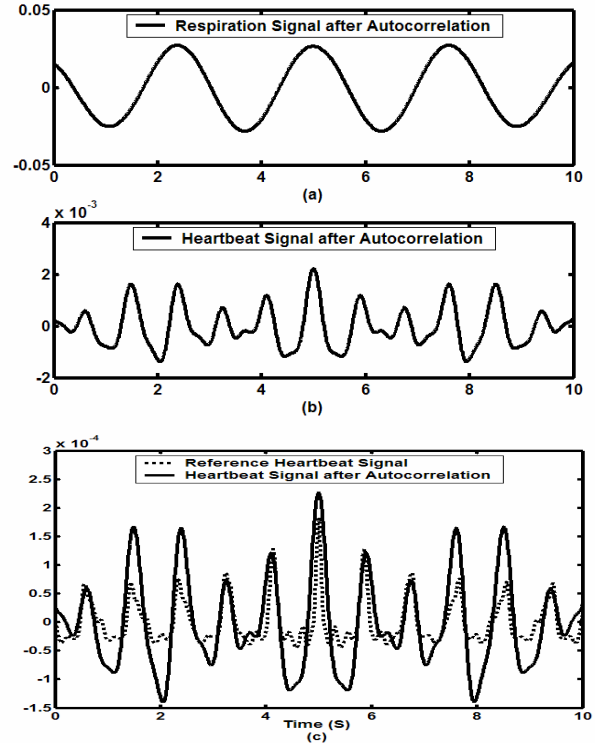 0.05
Respiration Signal after Autocorrelation
0
-0.05
0 2 4 6 8 10
(a)
x 10⁻³
4
Heartbeat Signal after Autocorrelation
2
0
-2
0 2 4 6 8 10
(b)
x 10⁻⁴
3
Reference Heartbeat Signal
Heartbeat Signal after Autocorrelation
2.5
2
1.5
1
0.5
0
-0.5
-1
-1.5
0 2 4 6 8 10
Time (S)
(c)